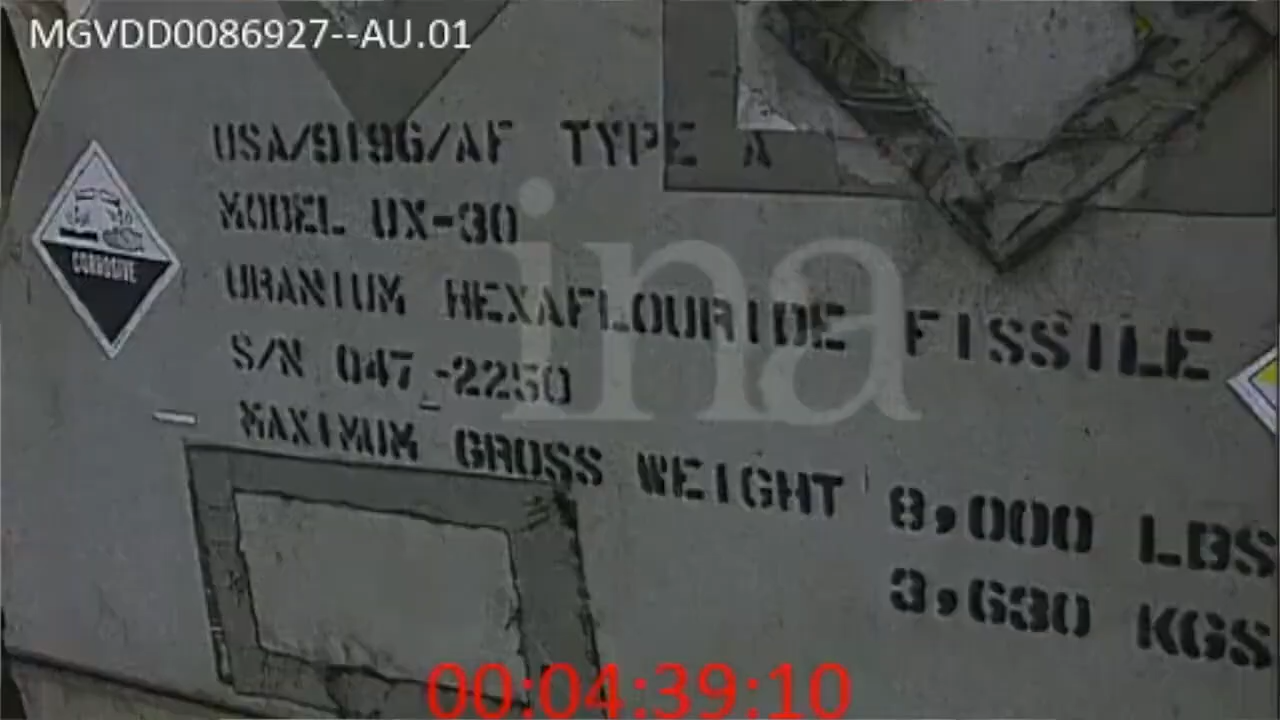 MGVDD0086927--AU.01
USA/9196/AF TYPE A
MODEL UX-30
CORROSIVE
URANIUM HEXAFLOURIDE FISSILE
S/N 047_-2250
MAXIMUM GROSS WEIGHT 8,000 LBS
3,630 KGS
ina
00:04:39:10